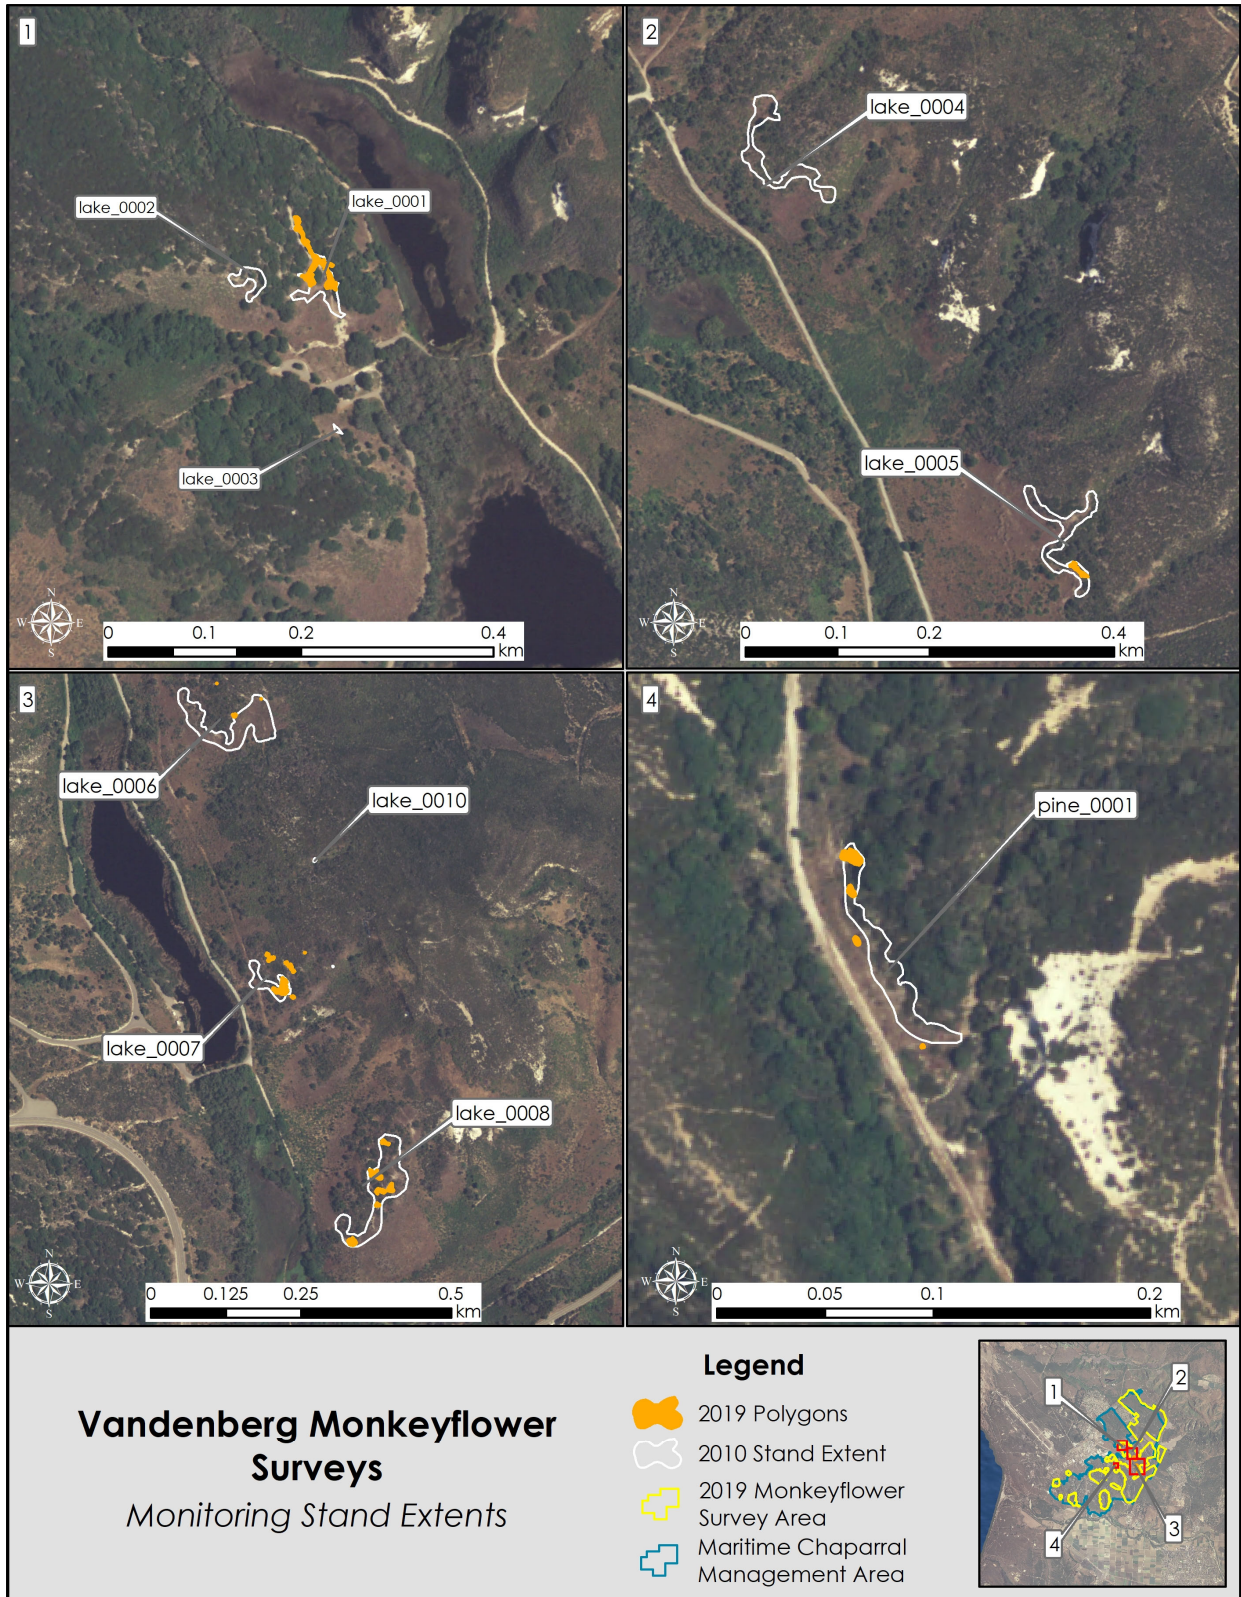 1
lake_0002
lake_0001
lake_0003
N
W
E
S
0
0.1
0.2
0.4
km
2
lake_0004
lake_0005
N
W
E
S
0
0.1
0.2
0.4
km
3
lake_0006
lake_0010
lake_0007
lake_0008
N
W
E
S
0
0.125
0.25
0.5
km
4
pine_0001
N
W
E
S
0
0.05
0.1
0.2
km
Vandenberg Monkeyflower
Surveys
Monitoring Stand Extents
Legend
2019 Polygons
2010 Stand Extent
2019 Monkeyflower
Survey Area
Maritime Chaparral
Management Area
1
2
3
4